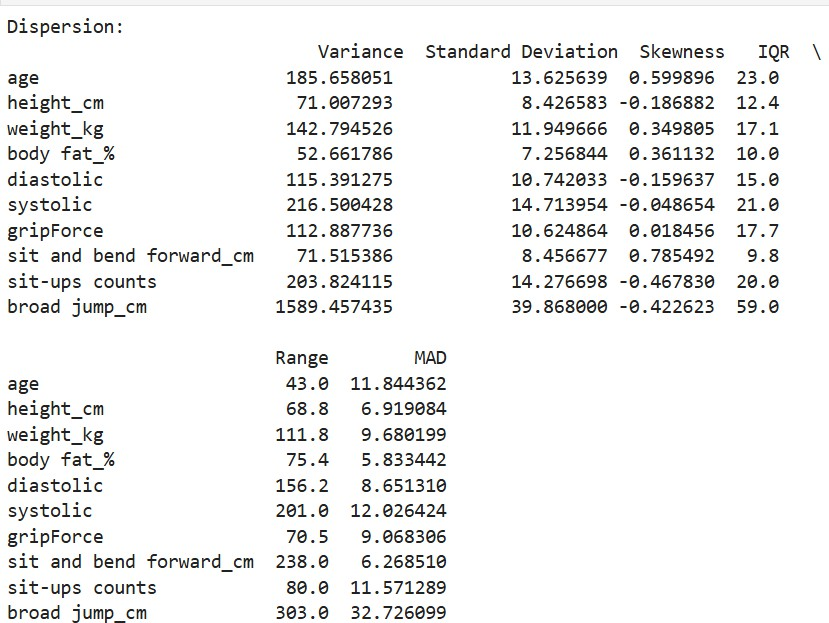 Dispersion:
Variance Standard Deviation Skewness IQR \
age 185.658051 13.625639 0.599896 23.0
height_cm 71.007293 8.426583 -0.186882 12.4
weight_kg 142.794526 11.949666 0.349805 17.1
body fat_% 52.661786 7.256844 0.361132 10.0
diastolic 115.391275 10.742033 -0.159637 15.0
systolic 216.500428 14.713954 -0.048654 21.0
gripForce 112.887736 10.624864 0.018456 17.7
sit and bend forward_cm 71.515386 8.456677 0.785492 9.8
sit-ups counts 203.824115 14.276698 -0.467830 20.0
broad jump_cm 1589.457435 39.868000 -0.422623 59.0
Range MAD
age 43.0 11.844362
height_cm 68.8 6.919084
weight_kg 111.8 9.680199
body fat_% 75.4 5.833442
diastolic 156.2 8.651310
systolic 201.0 12.026424
gripForce 70.5 9.068306
sit and bend forward_cm 238.0 6.268510
sit-ups counts 80.0 11.571289
broad jump_cm 303.0 32.726099